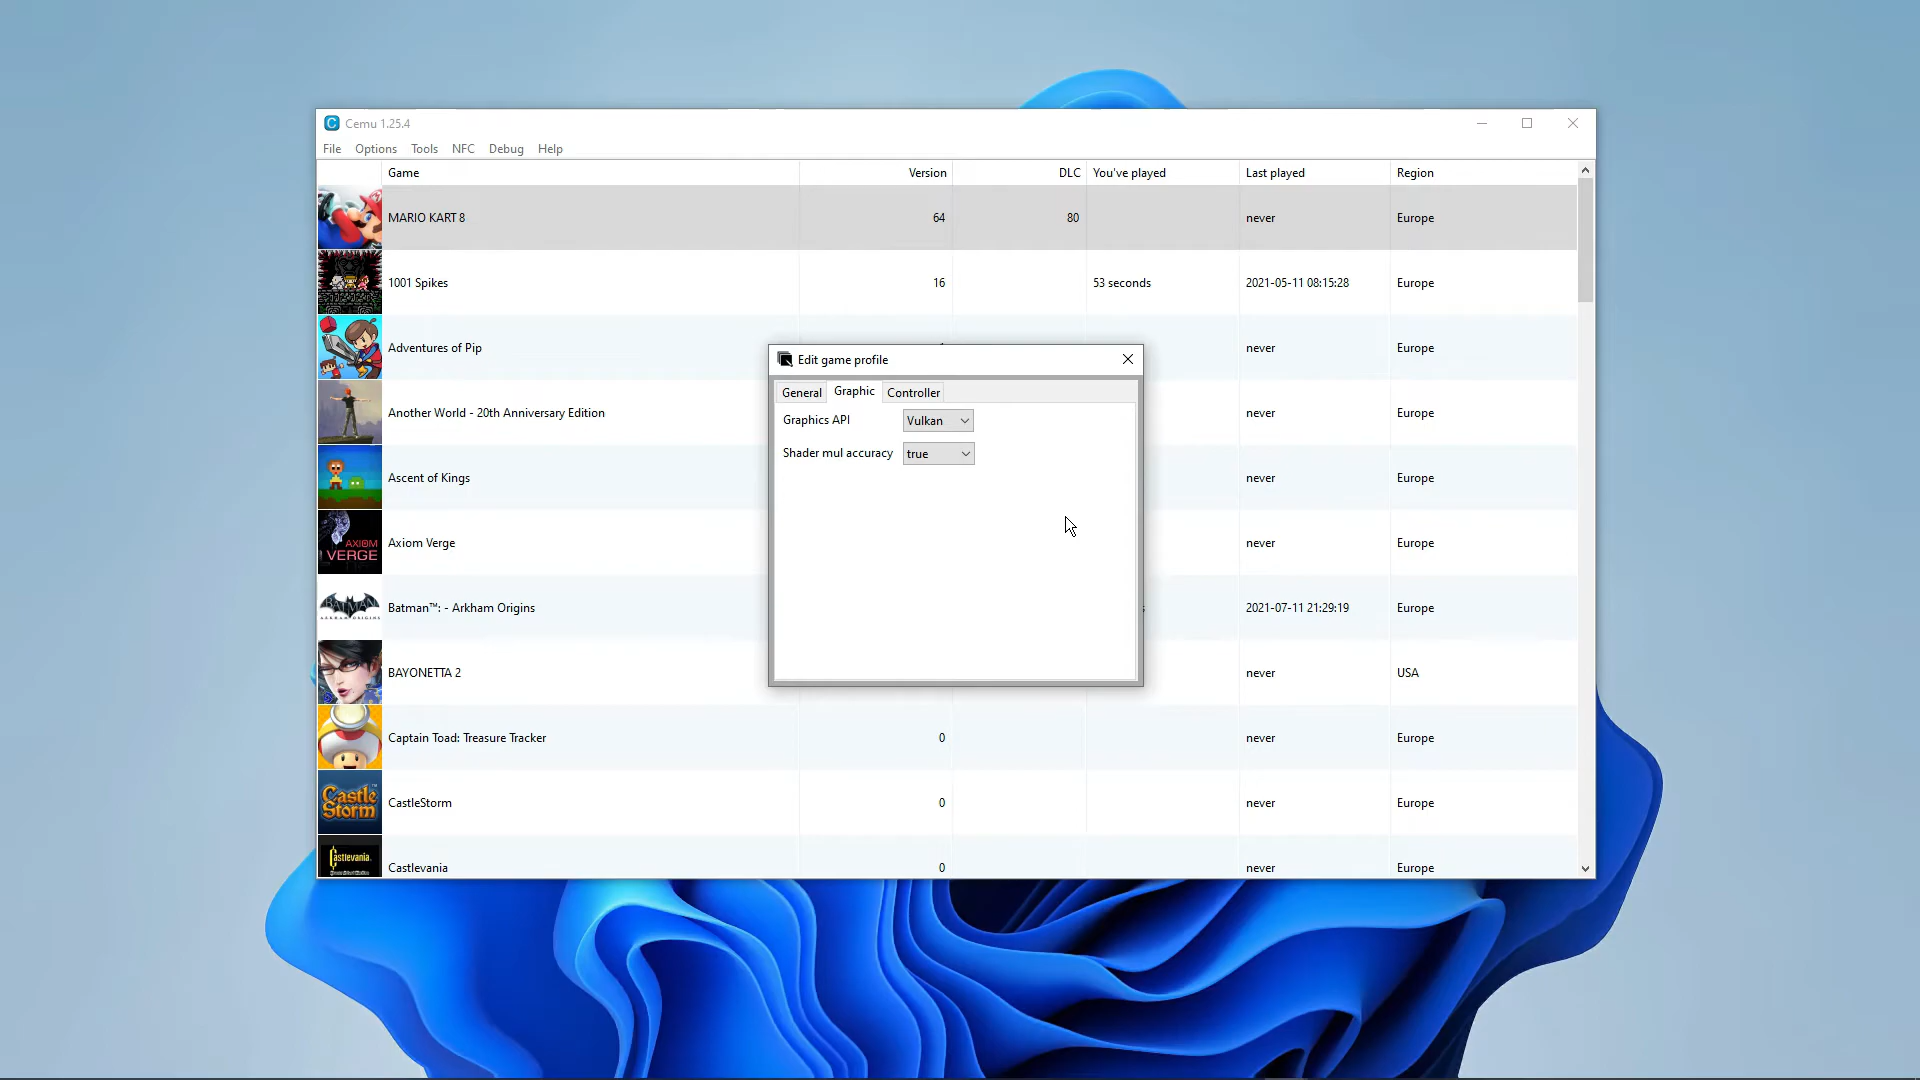 Cemu 1.25.4
File Options Tools NFC Debug Help
Game Version DLC You've played Last played Region
MARIO KART 8 64 80 never Europe
1001 Spikes 16 53 seconds 2021-05-11 08:15:28 Europe
Adventures of Pip never Europe
Edit game profile
General Graphic Controller
Another World - 20th Anniversary Edition never Europe
Graphics API Vulkan
Shader mul accuracy true
Ascent of Kings never Europe
AXIOM
VERGE
Axiom Verge never Europe
BATMAN
ARKHAM ORIGINS
Batman™: - Arkham Origins 2021-07-11 21:29:19 Europe
BAYONETTA 2 never USA
Captain Toad: Treasure Tracker 0 never Europe
Castle
Storm
CastleStorm 0 never Europe
Castlevania
Castlevania 0 never Europe